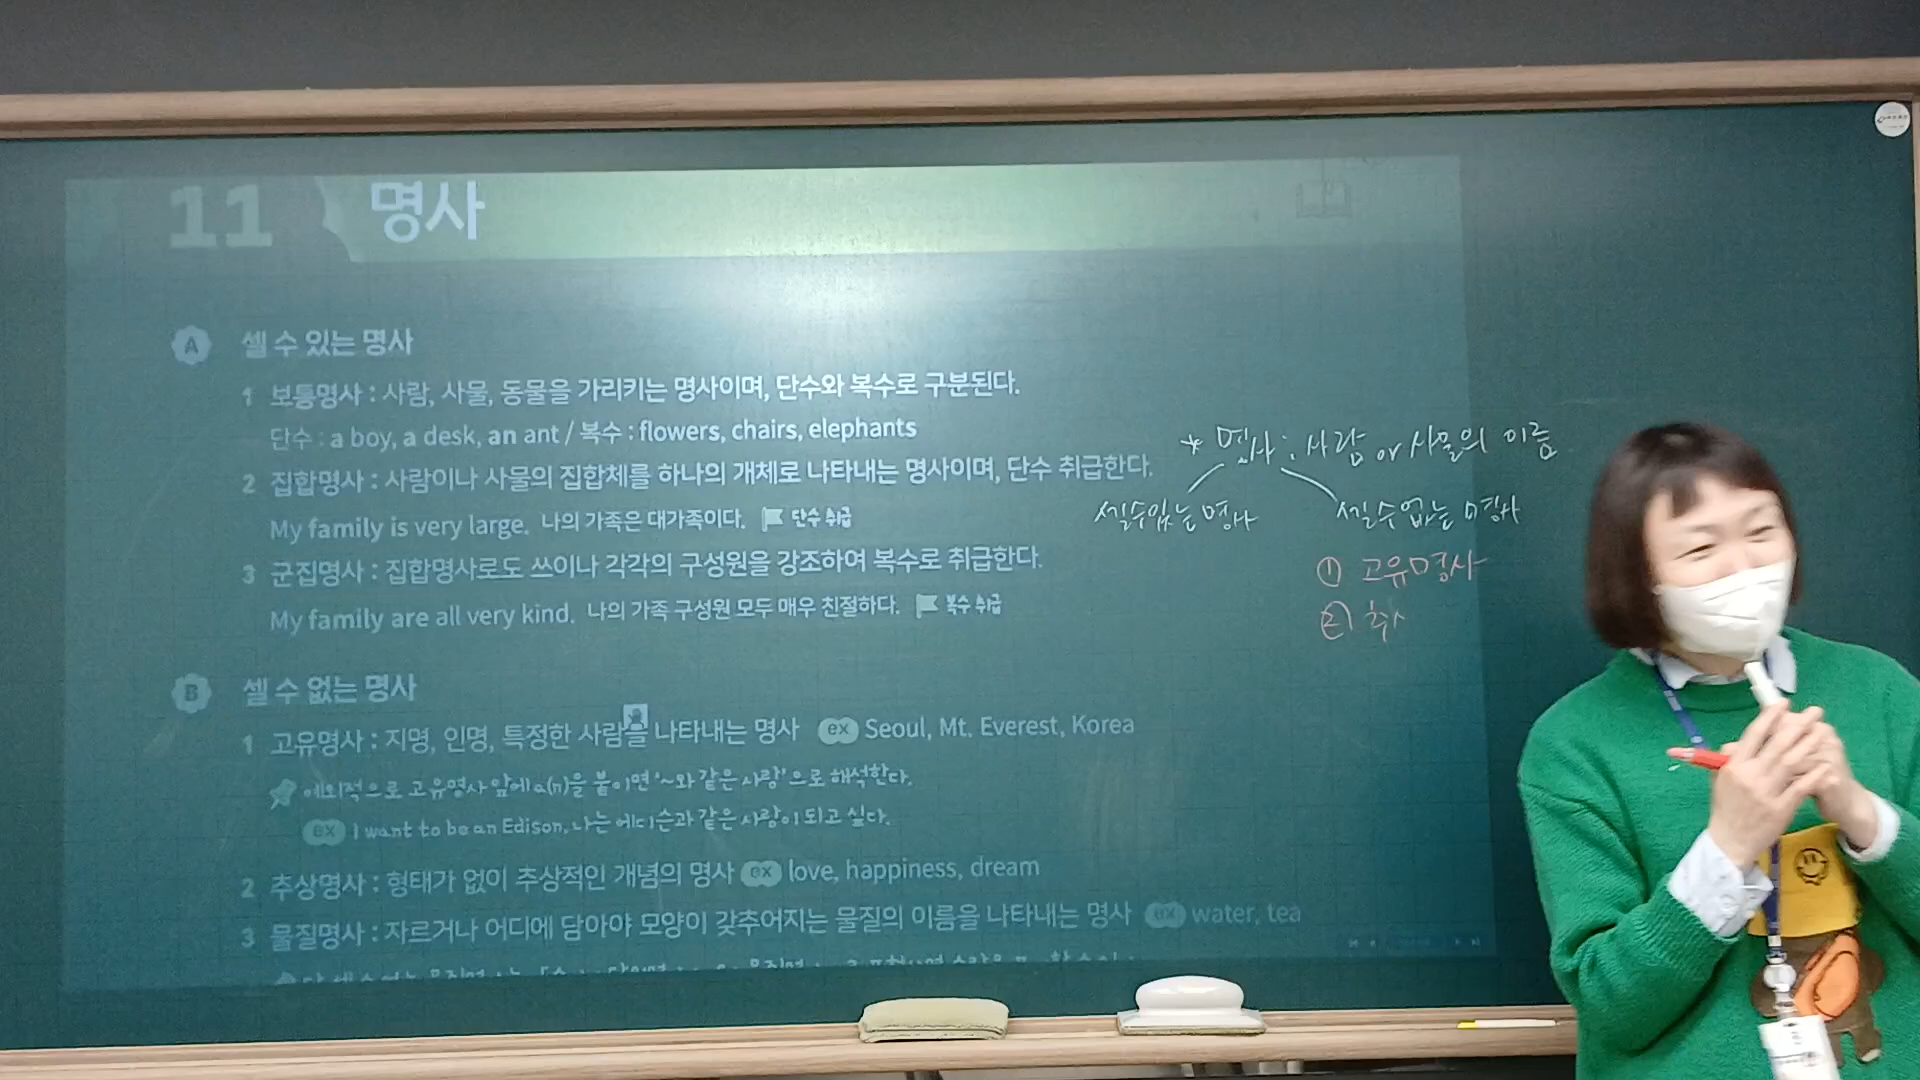 11 명사
A 셀 수 있는 명사
1 보통명사 : 사람, 사물, 동물을 가리키는 명사이며, 단수와 복수로 구분된다.
단수 : a boy, a desk, an ant / 복수 : flowers, chairs, elephants
2 집합명사 : 사람이나 사물의 집합체를 하나의 개체로 나타내는 명사이며, 단수 취급한다.
My family is very large. 나의 가족은 대가족이다. 단수 취급
3 군집명사 : 집합명사로도 쓰이나 각각의 구성원을 강조하여 복수로 취급한다.
My family are all very kind. 나의 가족 구성원 모두 매우 친절하다. 복수 취급
B 셀 수 없는 명사
1 고유명사 : 지명, 인명, 특정한 사람을 나타내는 명사 ex Seoul, Mt. Everest, Korea
예외적으로 고유명사 앞에 a(n)을 붙이면 '~와 같은 사람'으로 해석한다.
ex I want to be an Edison. 나는 에디슨과 같은 사람이 되고 싶다.
2 추상명사 : 형태가 없이 추상적인 개념의 명사 ex love, happiness, dream
3 물질명사 : 자르거나 어디에 담아야 모양이 갖추어지는 물질의 이름을 나타내는 명사 ex water, tea
* 명사 : 사람 or 사물의 이름.
셀수있는 명사 셀수없는 명사
① 고유명사
② 추